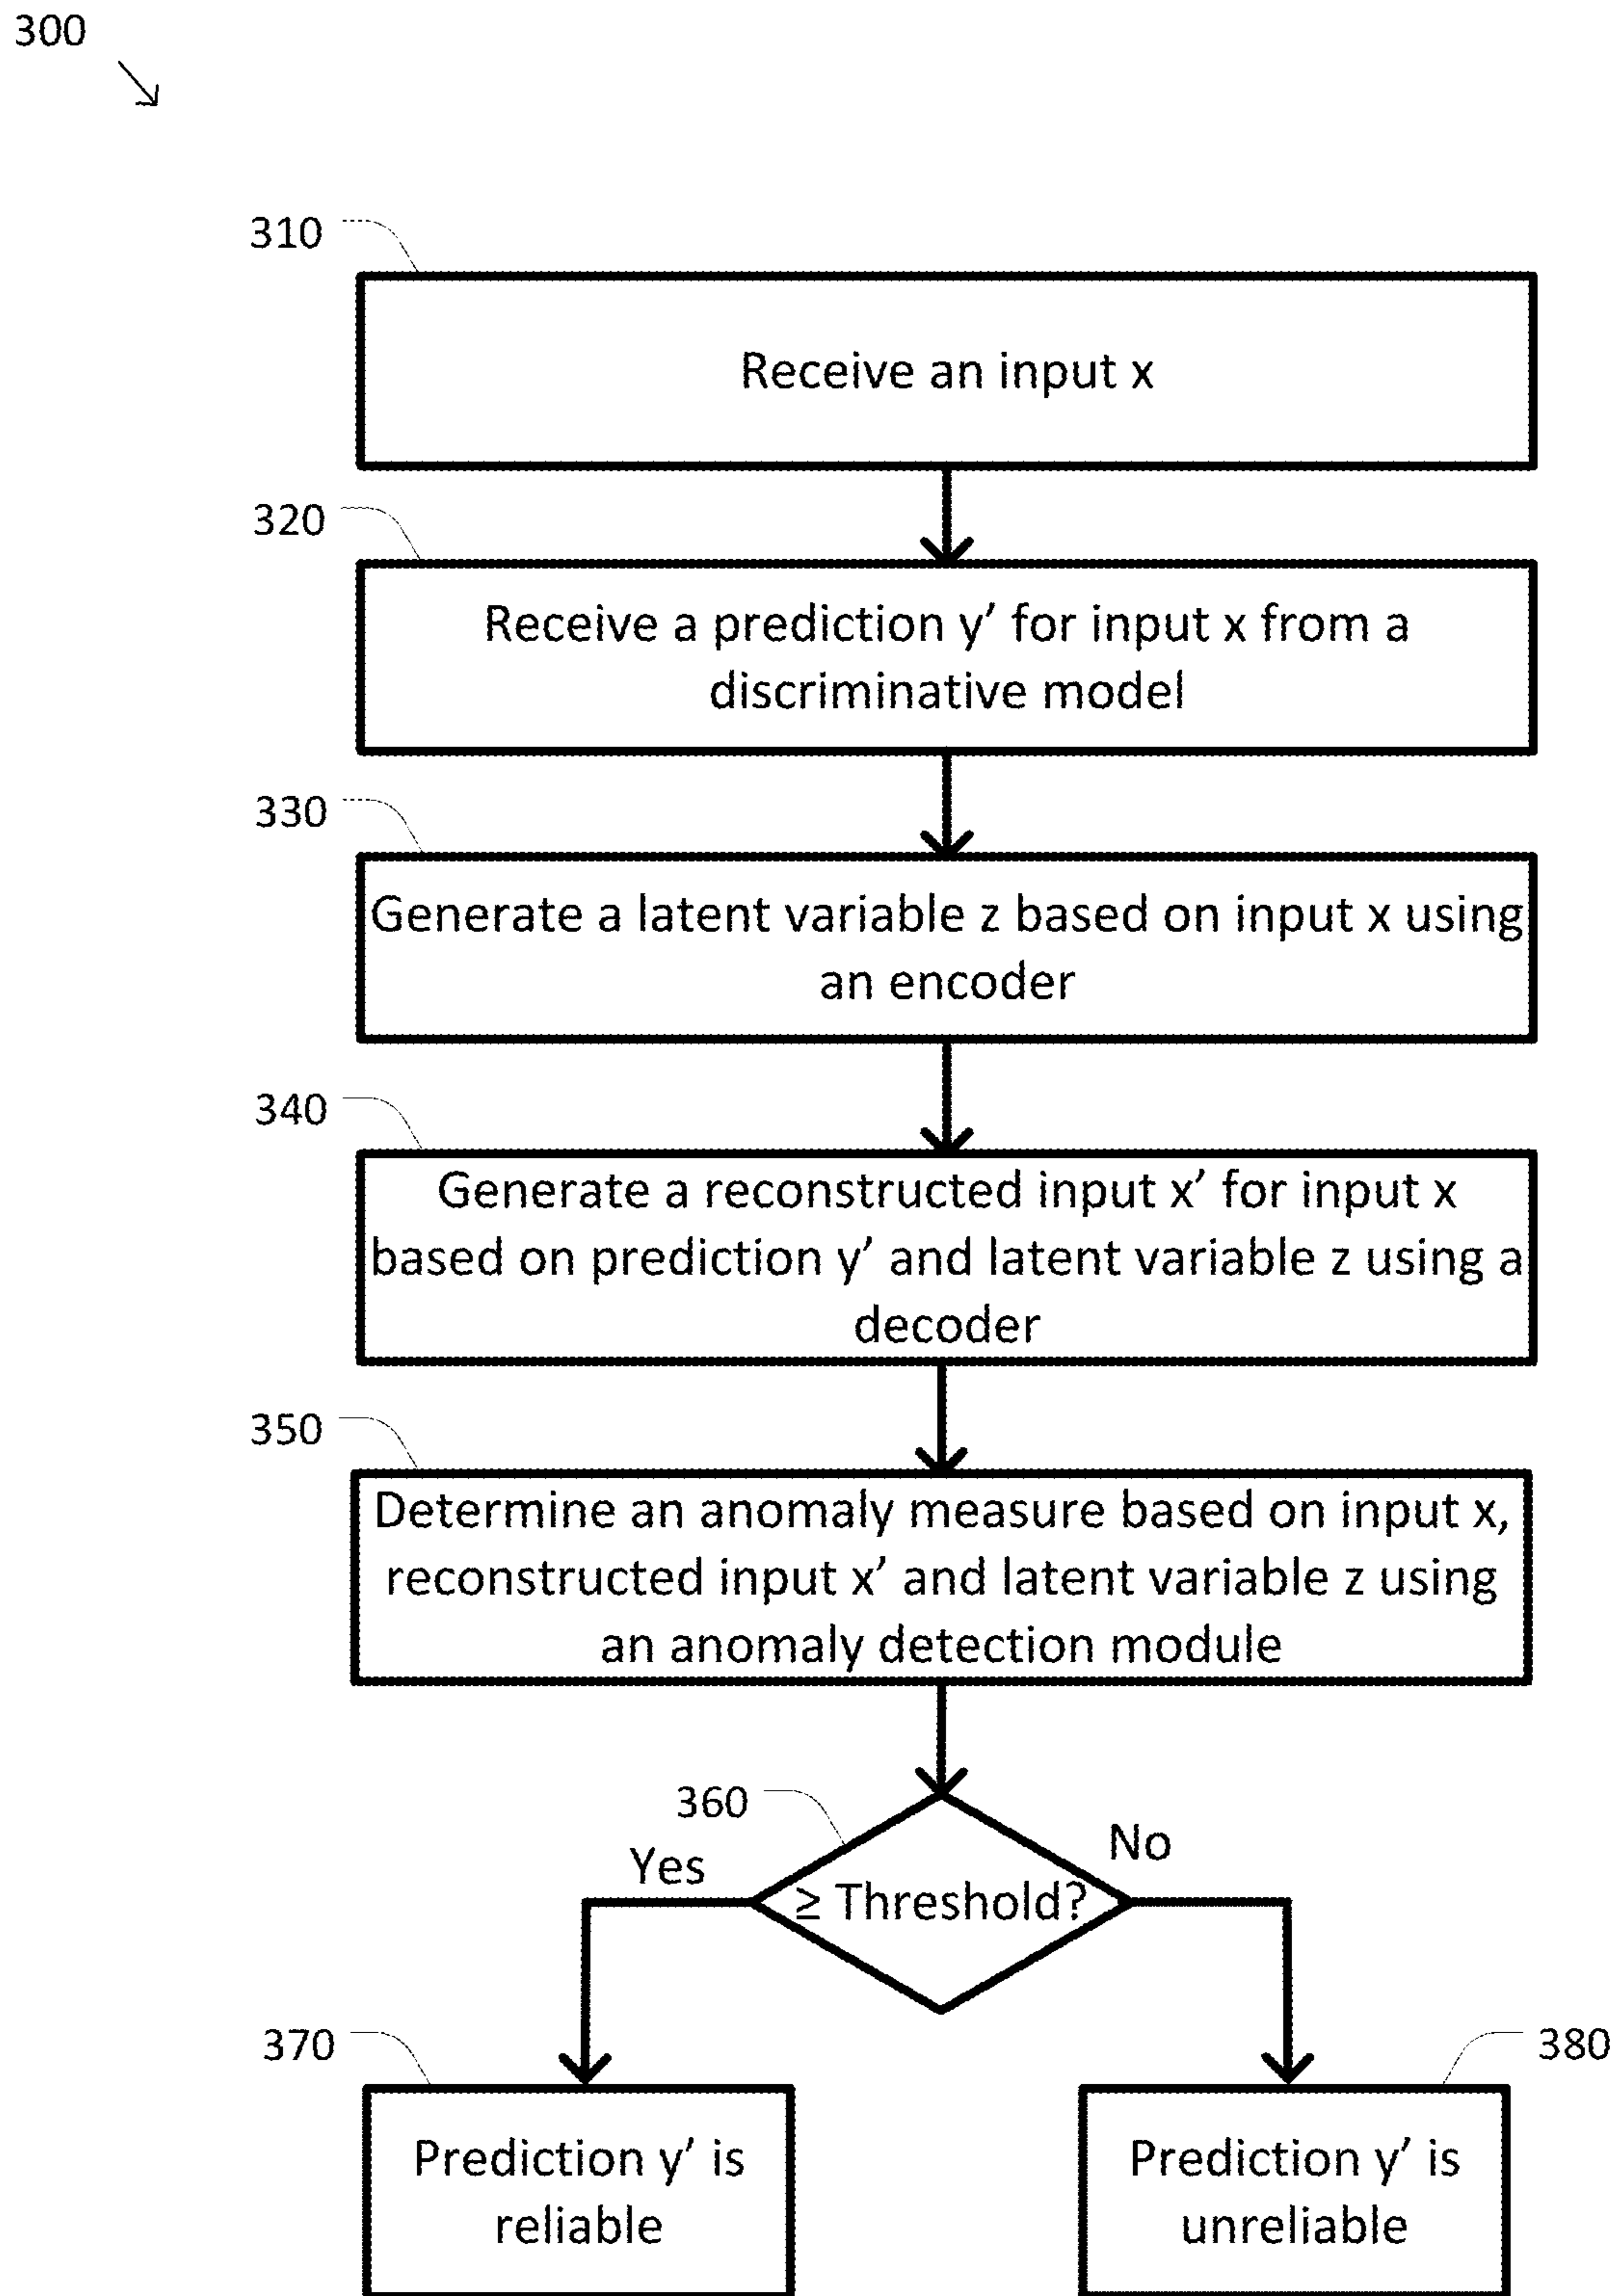 300
310
Receive an input x
320
Receive a prediction y’ for input x from a
discriminative model
330
Generate a latent variable z based on input x using
an encoder
340
Generate a reconstructed input x’ for input x
based on prediction y’ and latent variable z using a
decoder
350
Determine an anomaly measure based on input x,
reconstructed input x’ and latent variable z using
an anomaly detection module
360
Yes
No
≥ Threshold?
370
380
Prediction y’ is
reliable
Prediction y’ is
unreliable